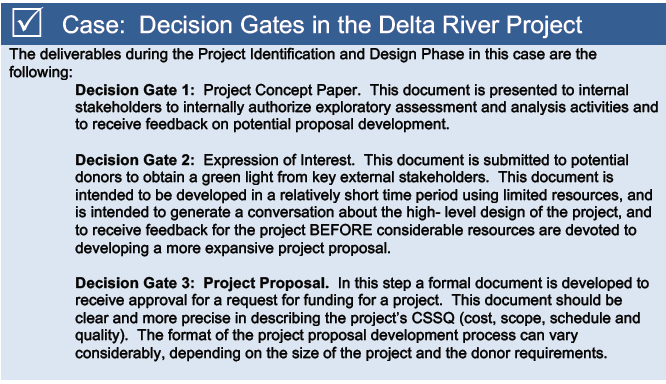 Case: Decision Gates in the Delta River Project
The deliverables during the Project Identification and Design Phase in this case are the
following:
Decision Gate 1: Project Concept Paper. This document is presented to internal
stakeholders to internally authorize exploratory assessment and analysis activities and
to receive feedback on potential proposal development.
Decision Gate 2: Expression of Interest. This document is submitted to potential
donors to obtain a green light from key external stakeholders. This document is
intended to be developed in a relatively short time period using limited resources, and
is intended to generate a conversation about the high- level design of the project, and
to receive feedback for the project BEFORE considerable resources are devoted to
developing a more expansive project proposal.
Decision Gate 3: Project Proposal. In this step a formal document is developed to
receive approval for a request for funding for a project. This document should be
clear and more precise in describing the project's CSSQ (cost, scope, schedule and
quality). The format of the project proposal development process can vary
considerably, depending on the size of the project and the donor requirements.